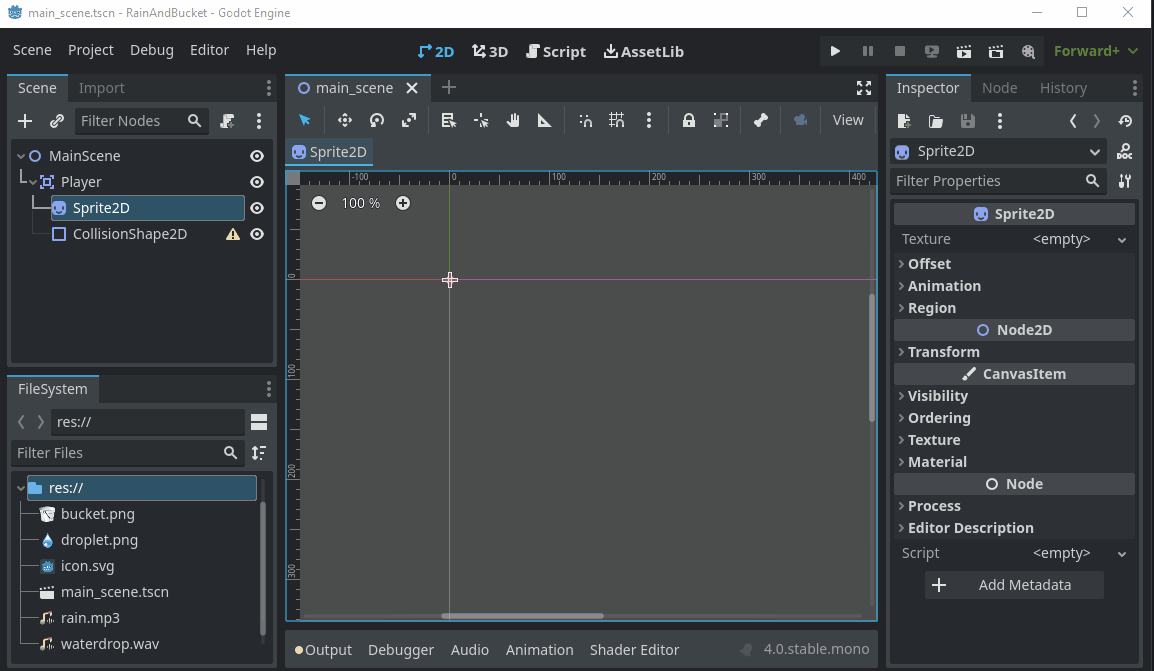 main_scene.tscn - RainAndBucket - Godot Engine
Scene Project Debug Editor Help
2D 3D Script AssetLib
Forward+
Scene Import
Filter Nodes
MainScene
Player
Sprite2D
CollisionShape2D
FileSystem
res://
Filter Files
res://
bucket.png
droplet.png
icon.svg
main_scene.tscn
rain.mp3
waterdrop.wav
main_scene
View
Sprite2D
-100 0 100 200 300 400
100 %
0
100
200
300
Output Debugger Audio Animation Shader Editor 4.0.stable.mono
Inspector Node History
Sprite2D
DOC
Filter Properties
Sprite2D
Texture <empty>
Offset
Animation
Region
Node2D
Transform
CanvasItem
Visibility
Ordering
Texture
Material
Node
Process
Editor Description
Script <empty>
Add Metadata